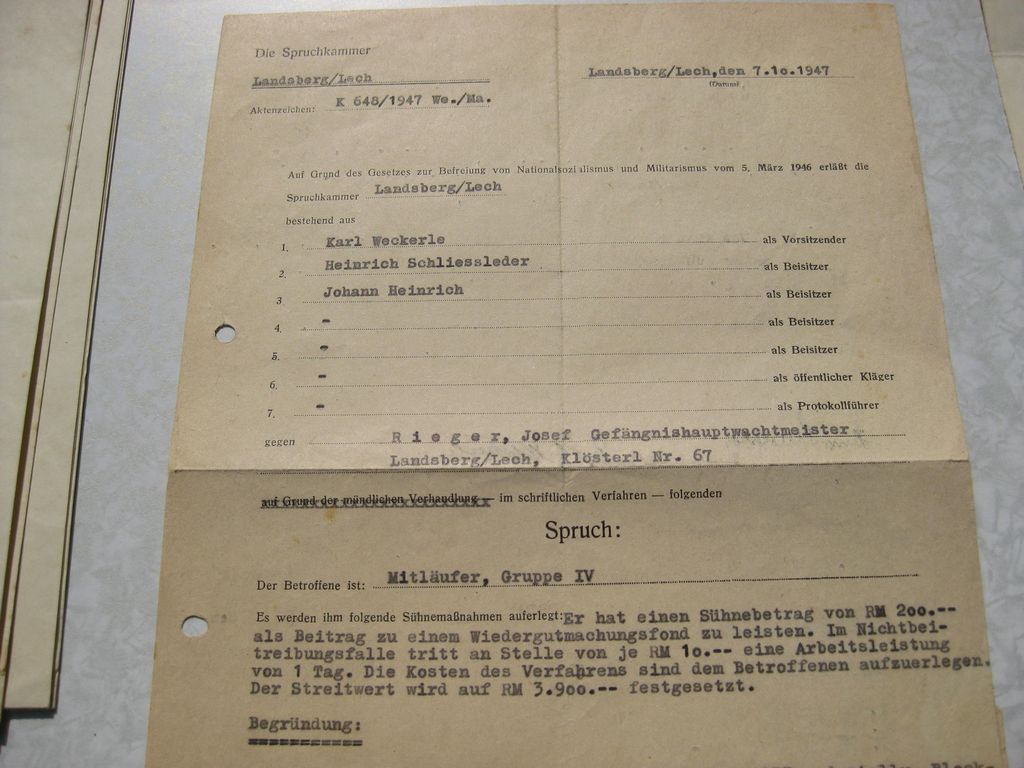 Die Spruchkammer
Landsberg/Lech
Landsberg/Lech,den 7.1o.1947
(Datum)
Aktenzeichen: K 648/1947 We./Ma.
Auf Grund des Gesetzes zur Befreiung von Nationalsozialismus und Militarismus vom 5. März 1946 erläßt die
Spruchkammer Landsberg/Lech
bestehend aus
1. Karl Weckerle als Vorsitzender
2. Heinrich Schliessleder als Beisitzer
3 Johann Heinrich als Beisitzer
4. - als Beisitzer
5. - als Beisitzer
6. - als öffentlicher Kläger
7. - als Protokollführer
gegen R i e g e r, Josef Gefängnishauptwachtmeister
Landsberg/Lech, Klösterl Nr. 67
auf Grund der mündlichen Verhandlung — im schriftlichen Verfahren — folgenden
Spruch:
Der Betroffene ist: Mitläufer, Gruppe IV
Es werden ihm folgende Sühnemaßnahmen auferlegt: Er hat einen Sühnebetrag von RM 2oo.--
als Beitrag zu einem Wiedergutmachungsfond zu leisten. Im Nichtbei-
treibungsfalle tritt an Stelle von je RM 1o.-- eine Arbeitsleistung
von 1 Tag. Die Kosten des Verfahrens sind dem Betroffenen aufzuerlegen.
Der Streitwert wird auf RM 3.9oo.-- festgesetzt.
Begründung:
===========